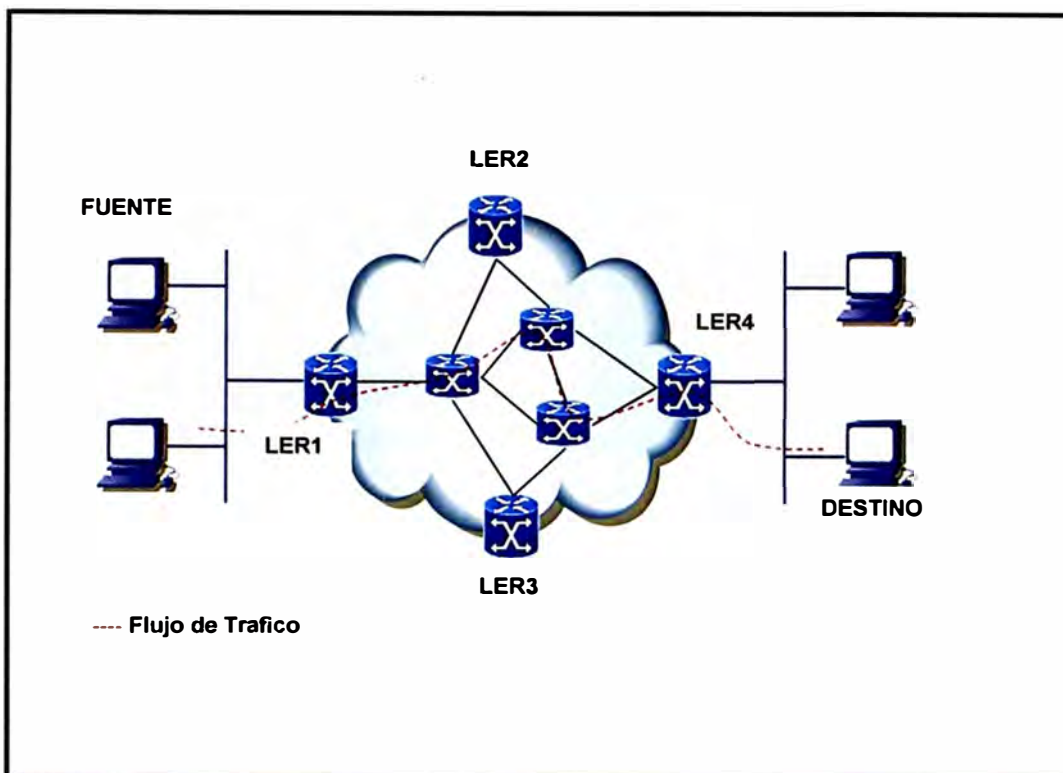 LER2
FUENTE
LER4
LER1
DESTINO
LER3
---- Flujo de Trafico